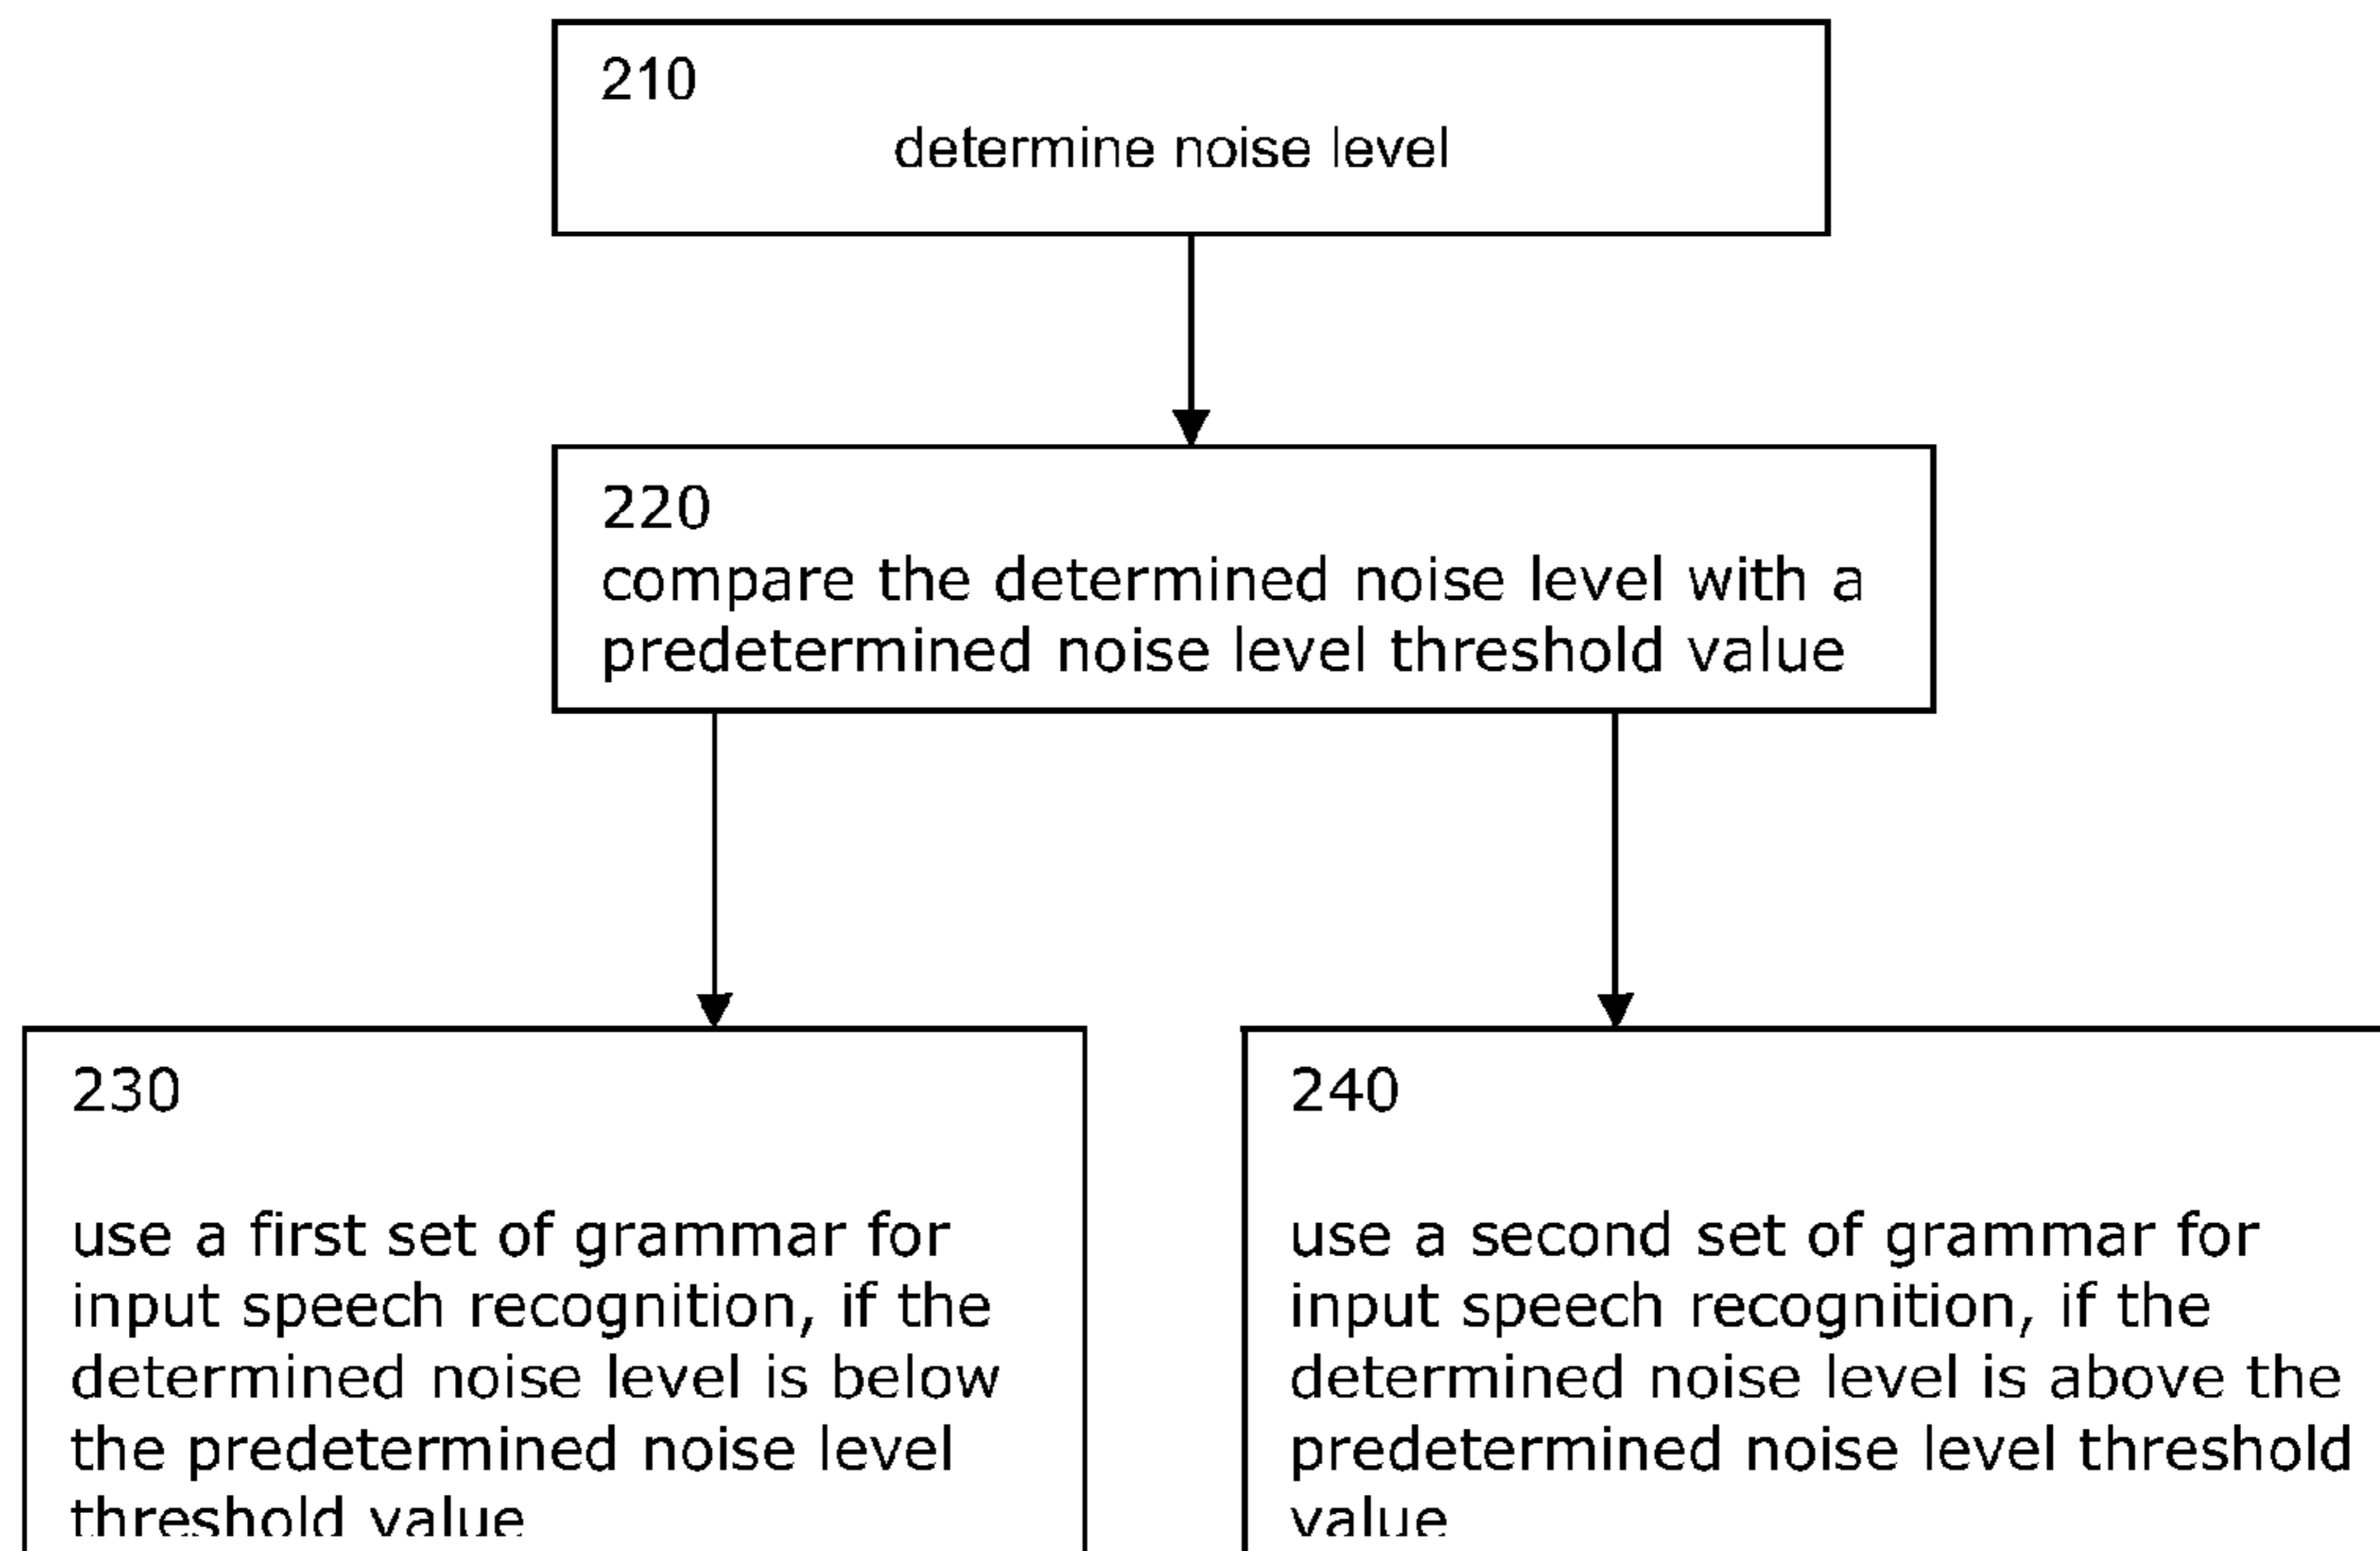 210
determine noise level
220
compare the determined noise level with a
predetermined noise level threshold value
230
use a first set of grammar for
input speech recognition, if the
determined noise level is below
the predetermined noise level
threshold value
240
use a second set of grammar for
input speech recognition, if the
determined noise level is above the
predetermined noise level threshold
value